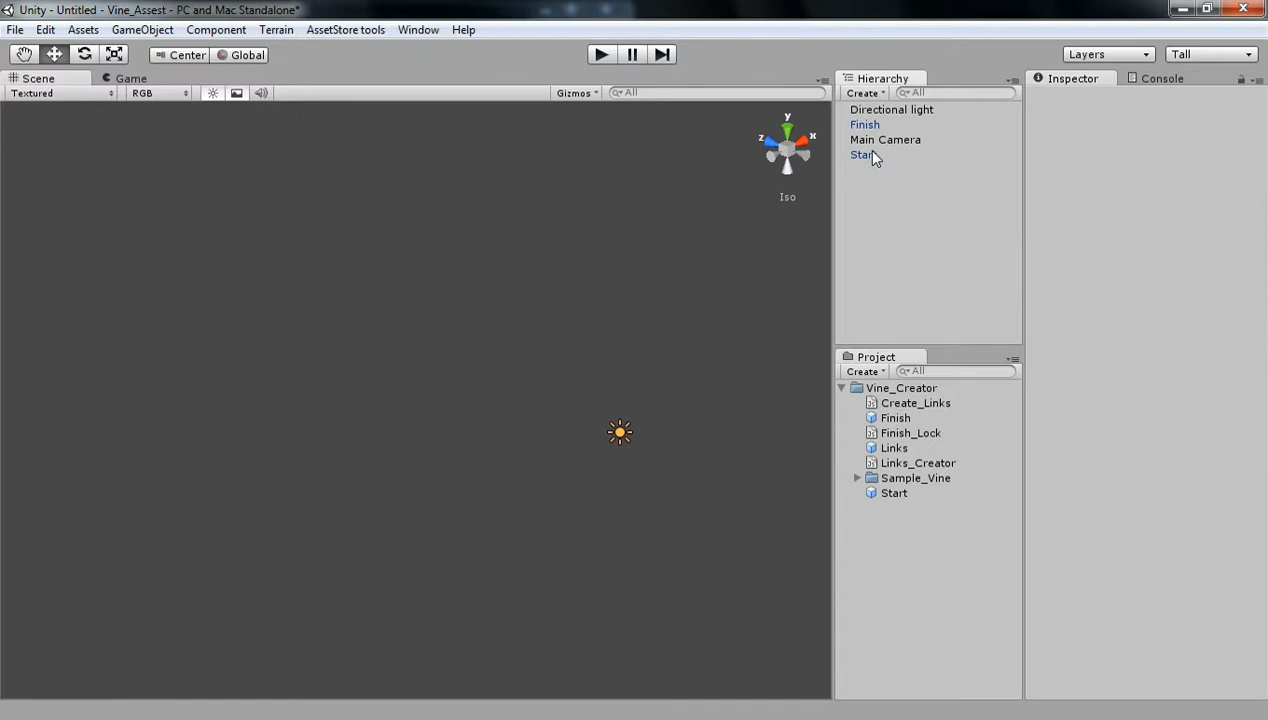 Unity - Untitled - Vine_Assest - PC and Mac Standalone*
File Edit Assets GameObject Component Terrain AssetStore tools Window Help
Center Global Layers Tall
Scene Game Hierarchy Inspector Console
Textured RGB Gizmos All Create All
Directional light
Finish
Main Camera
Start
y
z x
Iso
Project
Create All
Vine_Creator
Create_Links
Finish
Finish_Lock
Links
Links_Creator
Sample_Vine
Start